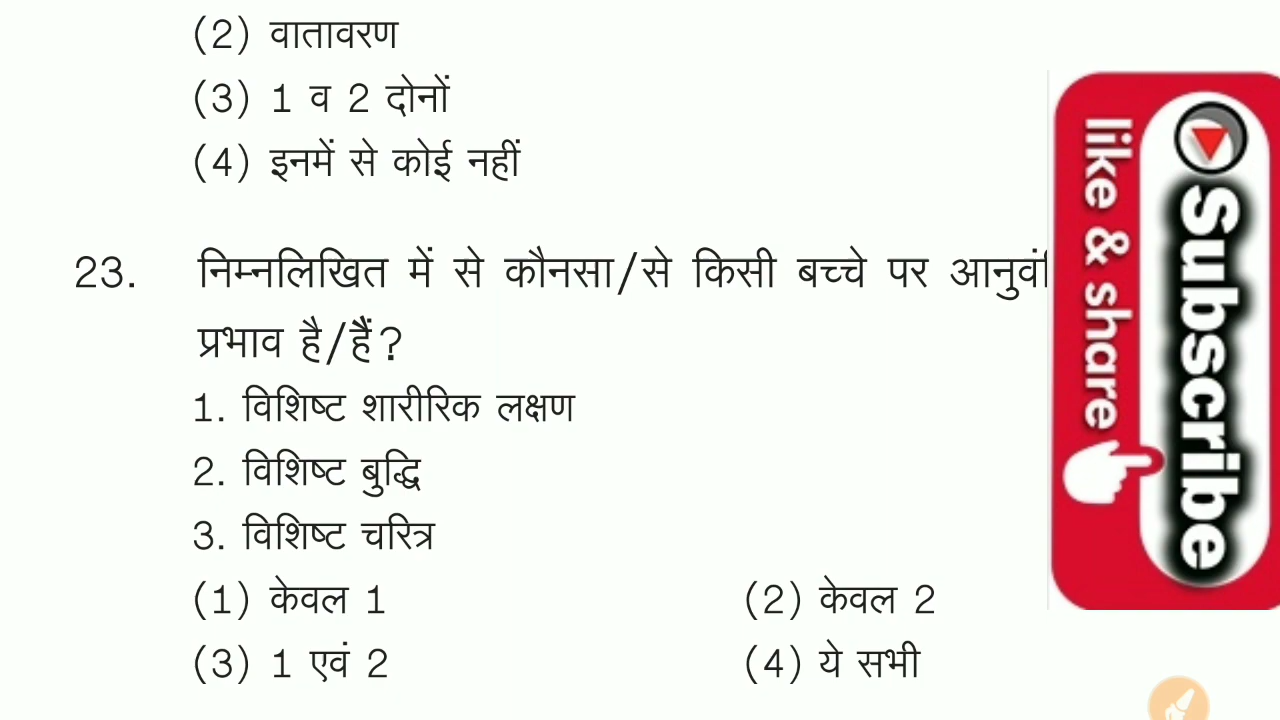 (2) वातावरण
(3) 1 व 2 दोनों
(4) इनमें से कोई नहीं
23. निम्नलिखित में से कौनसा/से किसी बच्चे पर
प्रभाव है/हैं?
1. विशिष्ट शारीरिक लक्षण
2. विशिष्ट बुद्धि
3. विशिष्ट चरित्र
(1) केवल 1 (2) केवल 2
(3) 1 एवं 2 (4) ये सभी
Subscribe
like & share